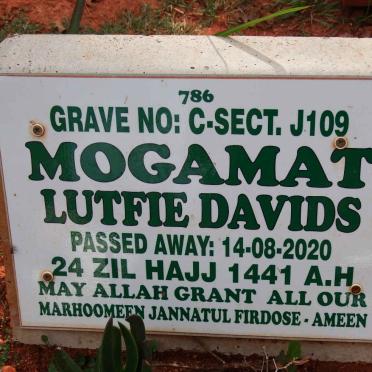 786
GRAVE NO: C-SECT. J109
MOGAMAT
LUTFIE DAVIDS
PASSED AWAY: 14-08-2020
24 ZIL HAJJ 1441 A.H
MAY ALLAH GRANT ALL OUR
MARHOOMEEN JANNATUL FIRDOSE - AMEEN